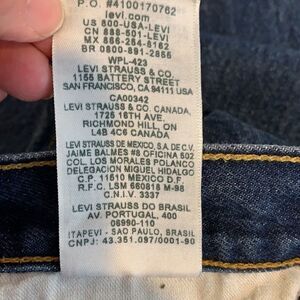 P.O. #4100170762
levi.com
US 800-USA-LEVI
CN 888-501-LEVI
MX 866-254-8162
BR 0800-891-2855
WPL-423
LEVI STRAUSS & CO.
1155 BATTERY STREET
SAN FRANCISCO, CA 94111 USA
CA00342
LEVI STRAUSS & CO. CANADA,
1725 16TH AVE.
RICHMOND HILL, ON
L4B 4C6 CANADA
LEVI STRAUSS DE MEXICO, S.A. DE C.V.
JAIME BALMES #8 OFICINA 502
COL. LOS MORALES POLANCO
DELEGACION MIGUEL HIDALGO
C.P. 11510 MEXICO D.F.
R.F.C. LSM 660818 M-98
C.N.I.V. 3337
LEVI STRAUSS DO BRASIL
AV. PORTUGAL, 400
06990-110
ITAPEVI - SAO PAULO, BRASIL
CNPJ: 43.351.097/0001-90